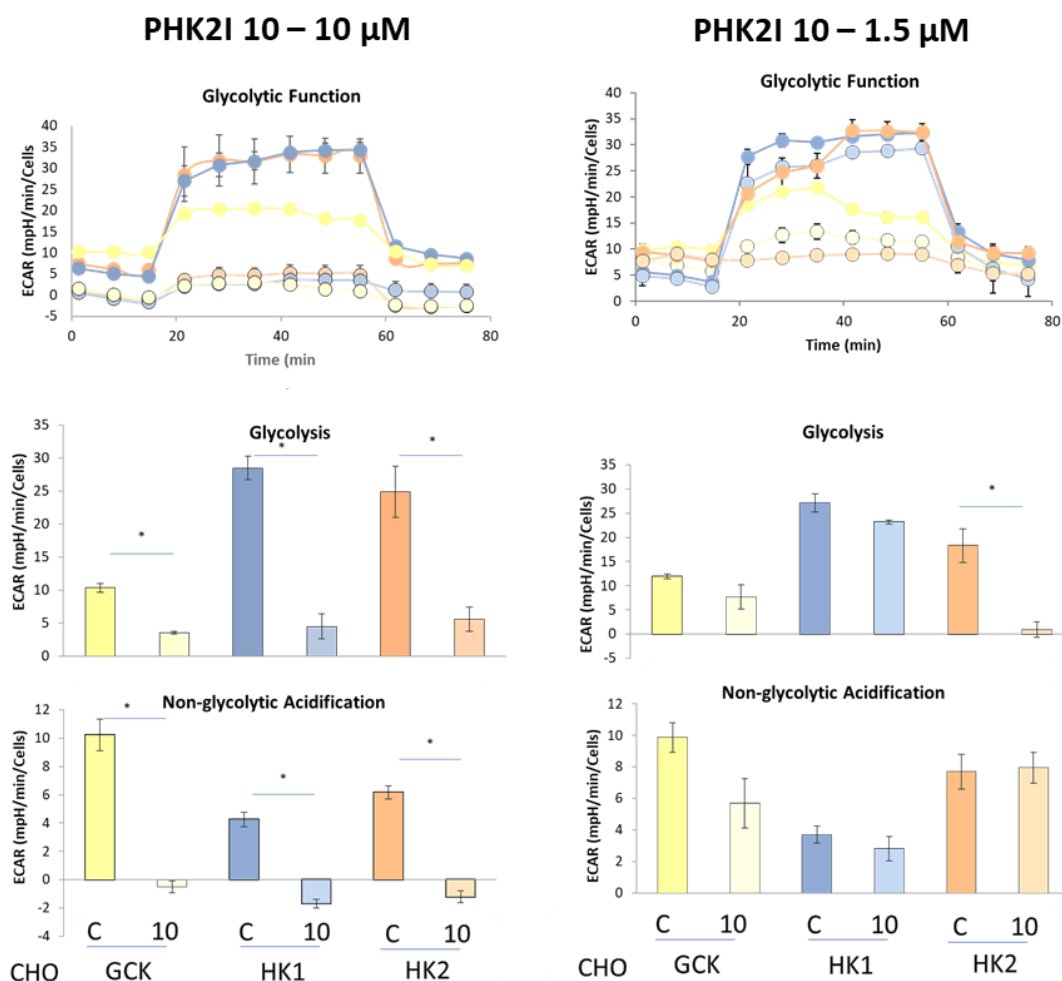 PHK2I 10 – 10 µM
Glycolytic Function
ECAR (mpH/min/Cells
40
35
30
25
20
15
10
5
0
-5
0 20 40 60 80
Time (min
Glycolysis
ECAR (mpH/min/Cells)
35
30
25
20
15
10
5
0
-5
* * *
Non-glycolytic Acidification
ECAR (mpH/min/Cells)
12
10
8
6
4
2
0
-2
-4
* * *
C 10 C 10 C 10
CHO GCK HK1 HK2
PHK2I 10 – 1.5 µM
Glycolytic Function
ECAR (mpH/min/Cells)
40
35
30
25
20
15
10
5
0
0 20 40 60 80
Time (min)
Glycolysis
ECAR (mpH/min/Cells)
35
30
25
20
15
10
5
0
-5
*
Non-glycolytic Acidification
ECAR (mpH/min/Cells)
12
10
8
6
4
2
0
C 10 C 10 C 10
CHO GCK HK1 HK2